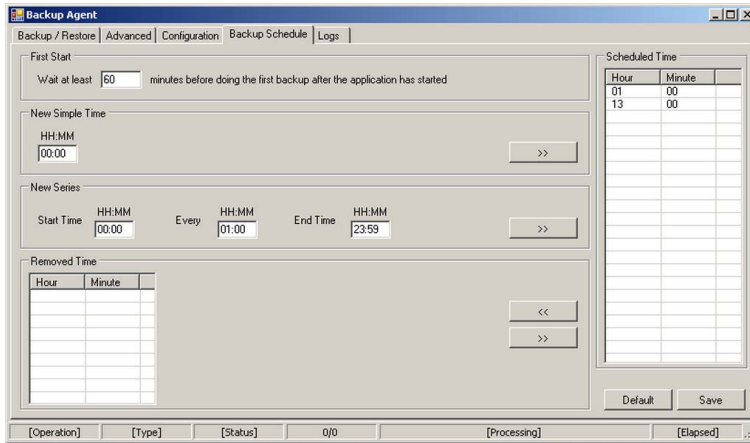 Backup Agent
Backup / Restore Advanced Configuration Backup Schedule Logs
First Start
Wait at least 60 minutes before doing the first backup after the application has started
New Simple Time
HH:MM
00:00
>>
New Series
Start Time HH:MM 00:00 Every HH:MM 01:00 End Time HH:MM 23:59
>>
Removed Time
Hour Minute
<<
>>
Scheduled Time
Hour Minute
01 00
13 00
Default Save
[Operation] [Type] [Status] 0/0 [Processing] [Elapsed]